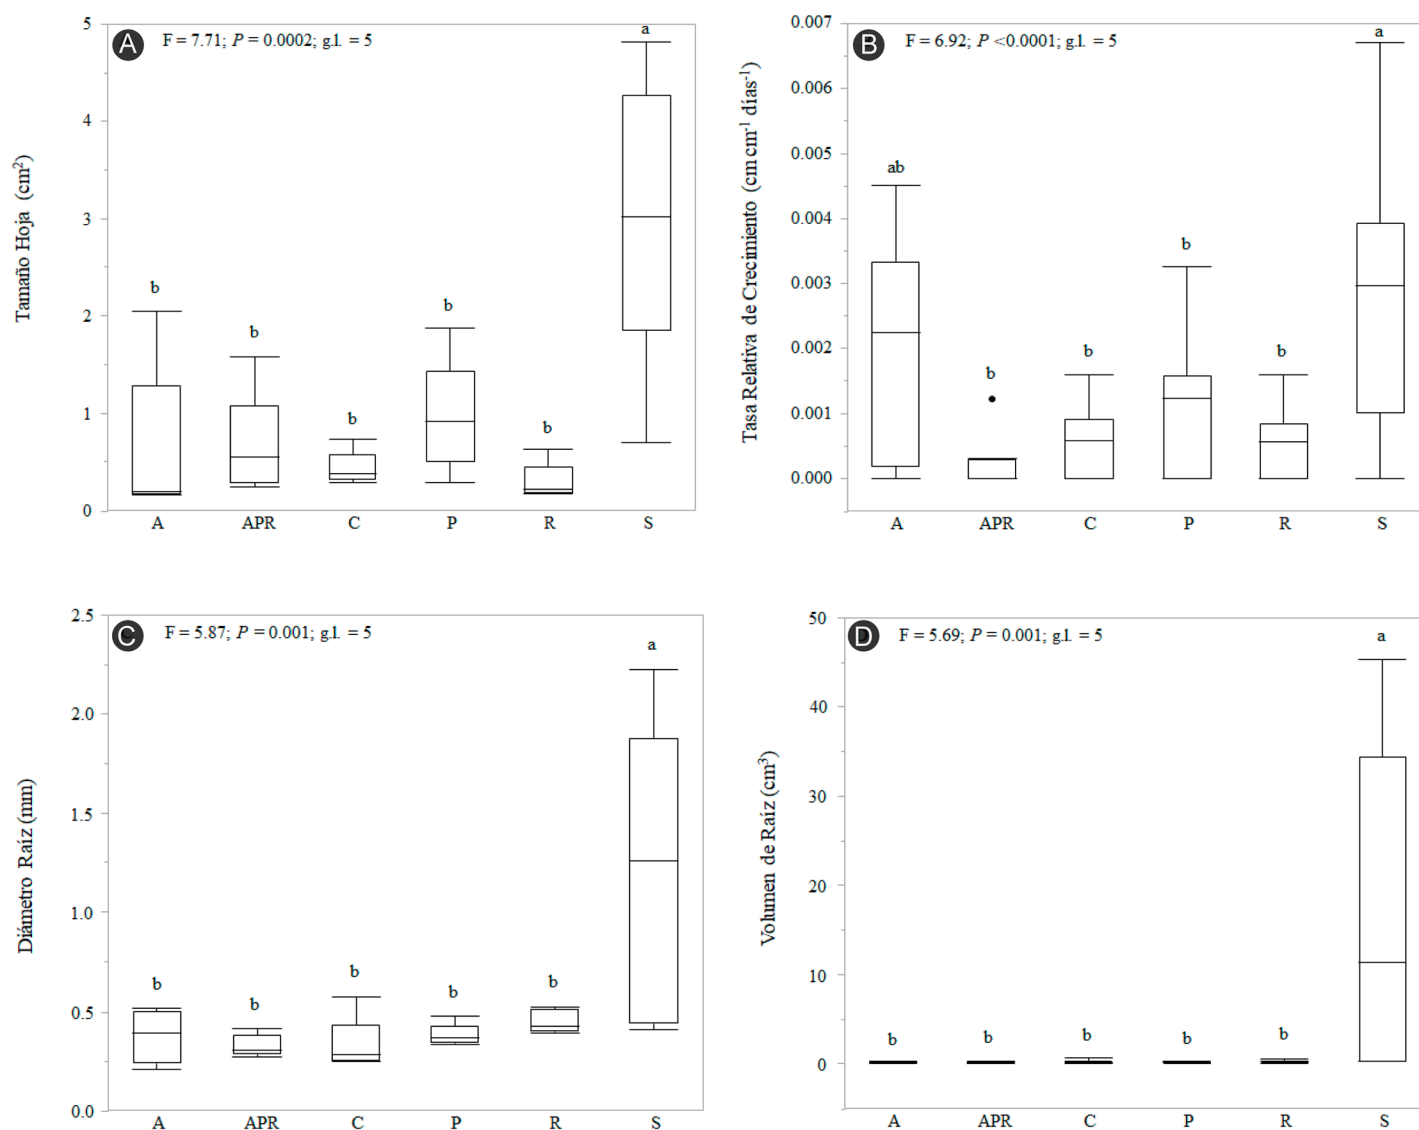 A
F = 7.71; P = 0.0002; g.l. = 5
Tamaño Hoja (cm²)
5
4
3
2
1
0
b
b
b
b
b
a
A APR C P R S
B
F = 6.92; P <0.0001; g.l. = 5
Tasa Relativa de Crecimiento (cm cm⁻¹ días⁻¹)
0.007
0.006
0.005
0.004
0.003
0.002
0.001
0.000
ab
b
b
b
b
a
A APR C P R S
C
F = 5.87; P = 0.001; g.l. = 5
Diámetro Raíz (mm)
2.5
2.0
1.5
1.0
0.5
0.0
b
b
b
b
b
a
A APR C P R S
D
F = 5.69; P = 0.001; g.l. = 5
Volumen de Raíz (cm³)
50
40
30
20
10
0
b
b
b
b
b
a
A APR C P R S